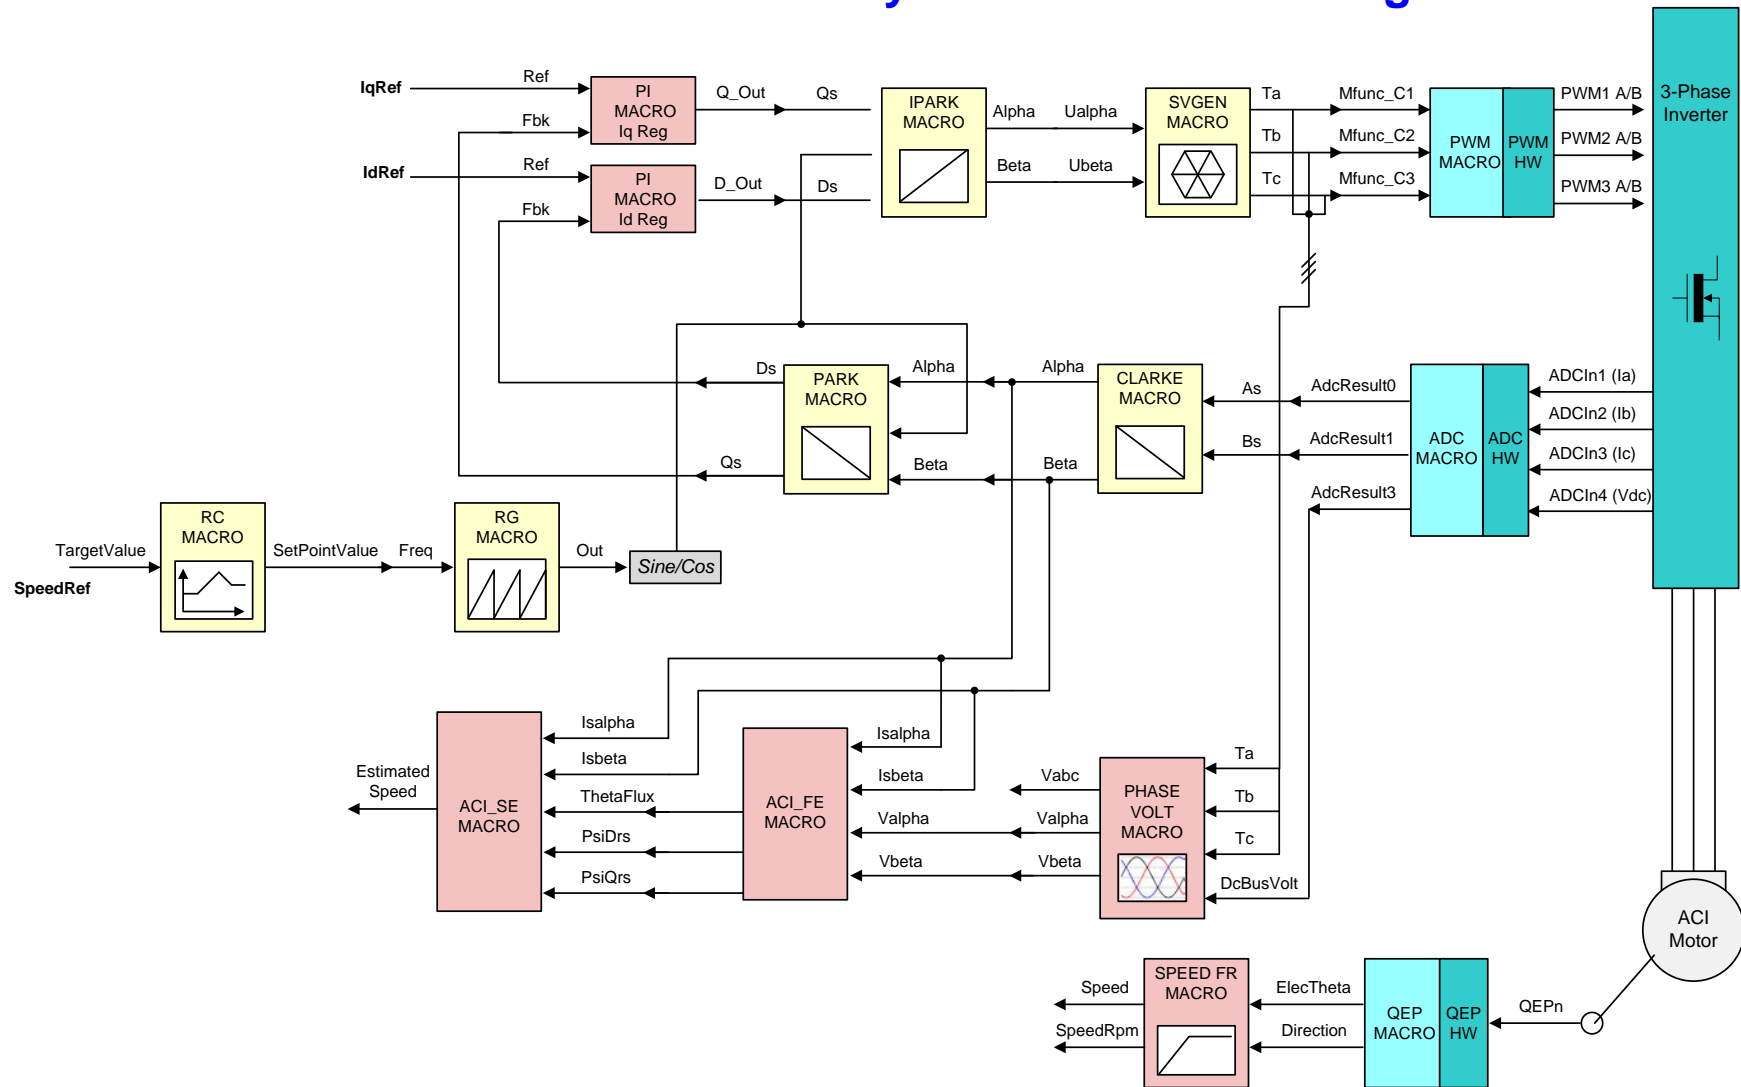 IqRef
Ref
Fbk
PI
MACRO
Iq Reg
Q_Out
Qs
IdRef
Ref
Fbk
PI
MACRO
Id Reg
D_Out
Ds
IPARK
MACRO
Alpha
Ualpha
Beta
Ubeta
SVGEN
MACRO
Ta
Tb
Tc
Mfunc_C1
Mfunc_C2
Mfunc_C3
PWM
MACRO
PWM
HW
PWM1 A/B
PWM2 A/B
PWM3 A/B
3-Phase
Inverter
Ds
Qs
PARK
MACRO
Alpha
Alpha
Beta
Beta
CLARKE
MACRO
As
AdcResult0
Bs
AdcResult1
AdcResult3
ADC
MACRO
ADC
HW
ADCIn1 (Ia)
ADCIn2 (Ib)
ADCIn3 (Ic)
ADCIn4 (Vdc)
TargetValue
SpeedRef
RC
MACRO
SetPointValue
Freq
RG
MACRO
Out
Sine/Cos
Estimated
Speed
ACI_SE
MACRO
Isalpha
Isbeta
ThetaFlux
PsiDrs
PsiQrs
ACI_FE
MACRO
Isalpha
Isbeta
Valpha
Vbeta
Vabc
Valpha
Vbeta
PHASE
VOLT
MACRO
Ta
Tb
Tc
DcBusVolt
ACI
Motor
Speed
SpeedRpm
SPEED FR
MACRO
ElecTheta
Direction
QEP
MACRO
QEP
HW
QEPn